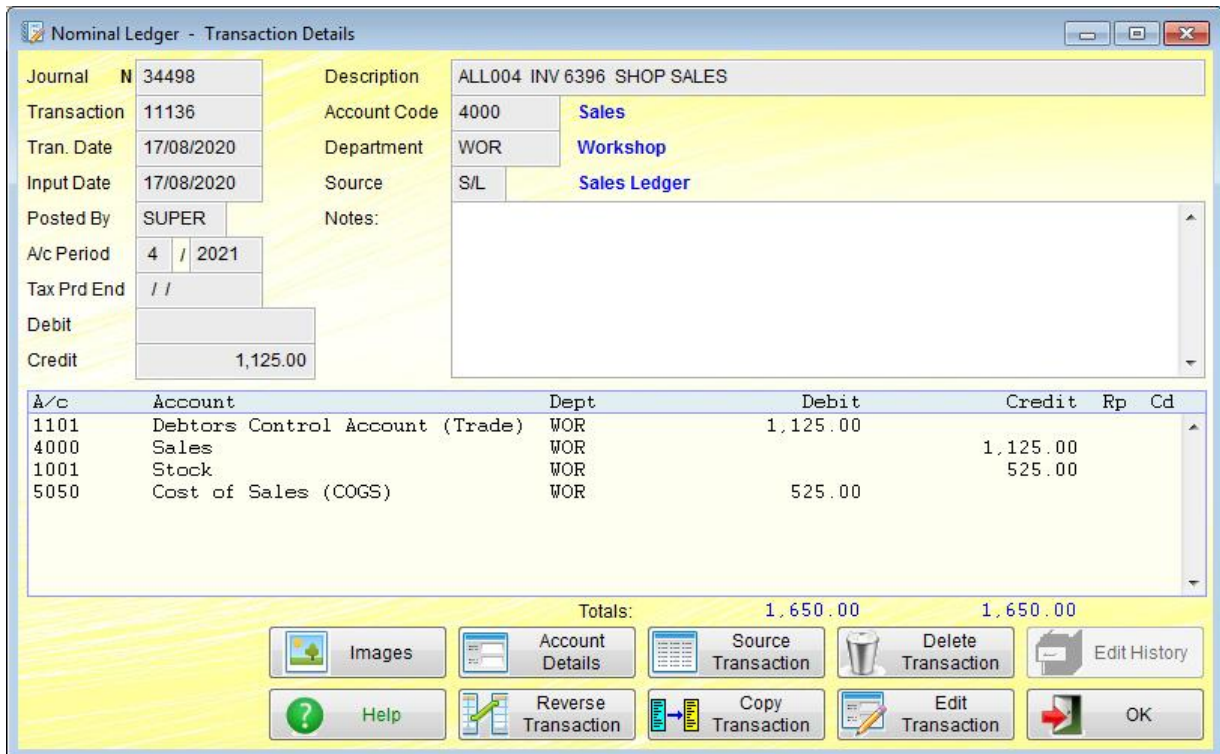 Nominal Ledger - Transaction Details
Journal N 34498 Description ALL004 INV 6396 SHOP SALES
Transaction 11136 Account Code 4000 Sales
Tran. Date 17/08/2020 Department WOR Workshop
Input Date 17/08/2020 Source S/L Sales Ledger
Posted By SUPER Notes:
A/c Period 4 / 2021
Tax Prd End / /
Debit
Credit 1,125.00
A/c Account Dept Debit Credit Rp Cd
1101 Debtors Control Account (Trade) WOR 1,125.00
4000 Sales WOR 1,125.00
1001 Stock WOR 525.00
5050 Cost of Sales (COGS) WOR 525.00
Totals: 1,650.00 1,650.00
Images
Account
Details
Source
Transaction
Delete
Transaction
Edit History
Help
Reverse
Transaction
Copy
Transaction
Edit
Transaction
OK